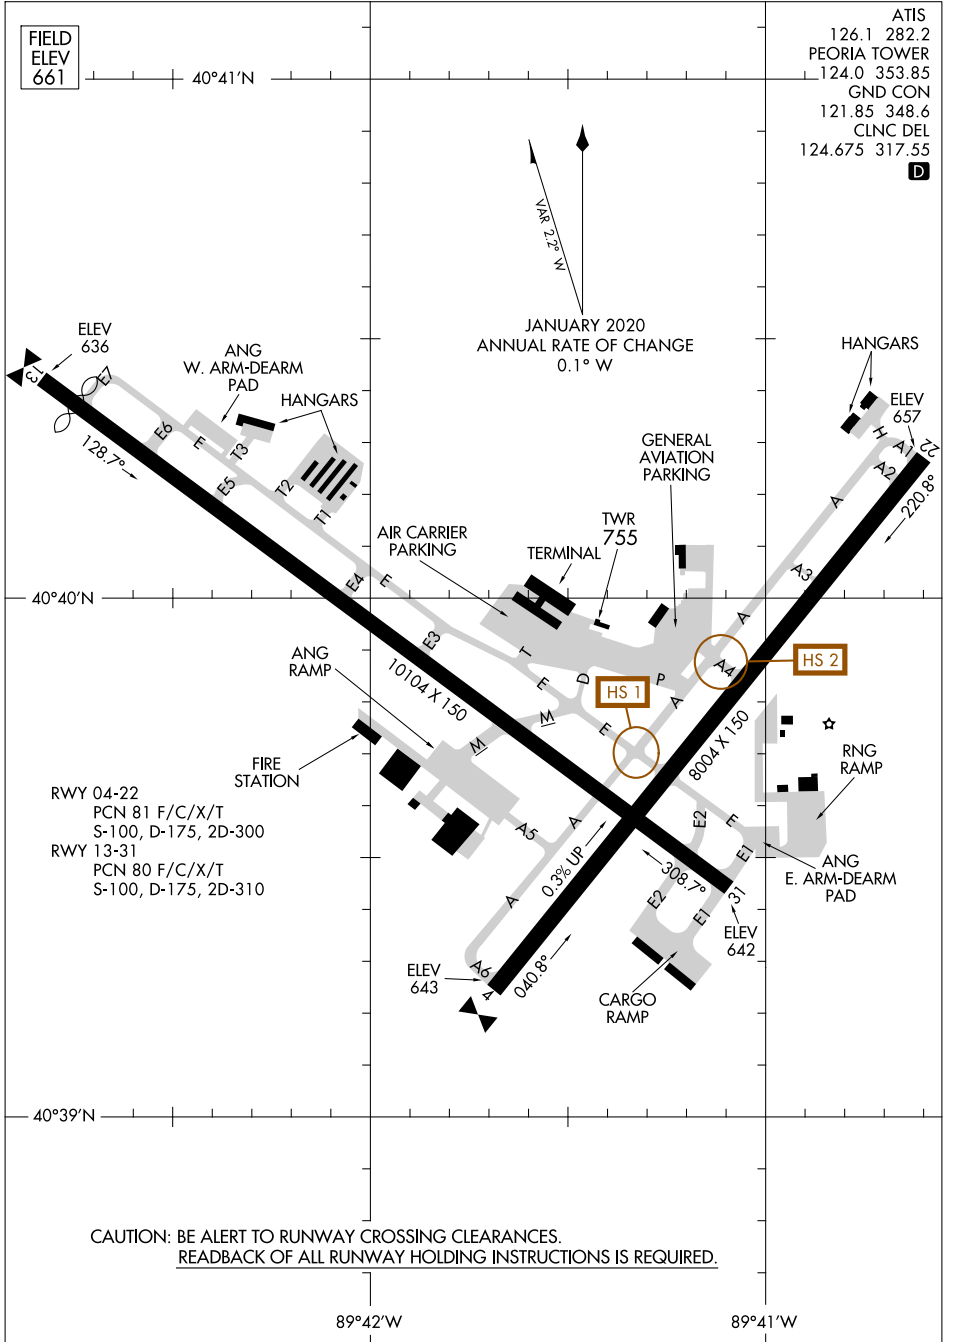 FIELD
ELEV
661
ATIS
126.1 282.2
PEORIA TOWER
124.0 353.85
GND CON
121.85 348.6
CLNC DEL
124.675 317.55
D
40°41'N
VAR 2.2° W
JANUARY 2020
ANNUAL RATE OF CHANGE
0.1° W
ELEV
636
13
E7
ANG
W. ARM-DEARM
PAD
HANGARS
HANGARS
ELEV
657
22
H
A1
A2
220.8°
128.7°
E6
E
T3
E5
T2
T1
GENERAL
AVIATION
PARKING
A
TWR
755
AIR CARRIER
PARKING
TERMINAL
A3
40°40'N
E4
E
A
E3
ANG
RAMP
T
HS 2
A4
10104 X 150
E
D
P
HS 1
A
M
E
M
8004 X 150
FIRE
STATION
RNG
RAMP
RWY 04-22
PCN 81 F/C/X/T
S-100, D-175, 2D-300
RWY 13-31
PCN 80 F/C/X/T
S-100, D-175, 2D-310
A5
A
E2
E
0.3% UP
E1
308.7°
ANG
E. ARM-DEARM
PAD
A
E2
E1
31
ELEV
642
A6
ELEV
643
4
040.8°
CARGO
RAMP
40°39'N
CAUTION: BE ALERT TO RUNWAY CROSSING CLEARANCES.
READBACK OF ALL RUNWAY HOLDING INSTRUCTIONS IS REQUIRED.
89°42'W
89°41'W